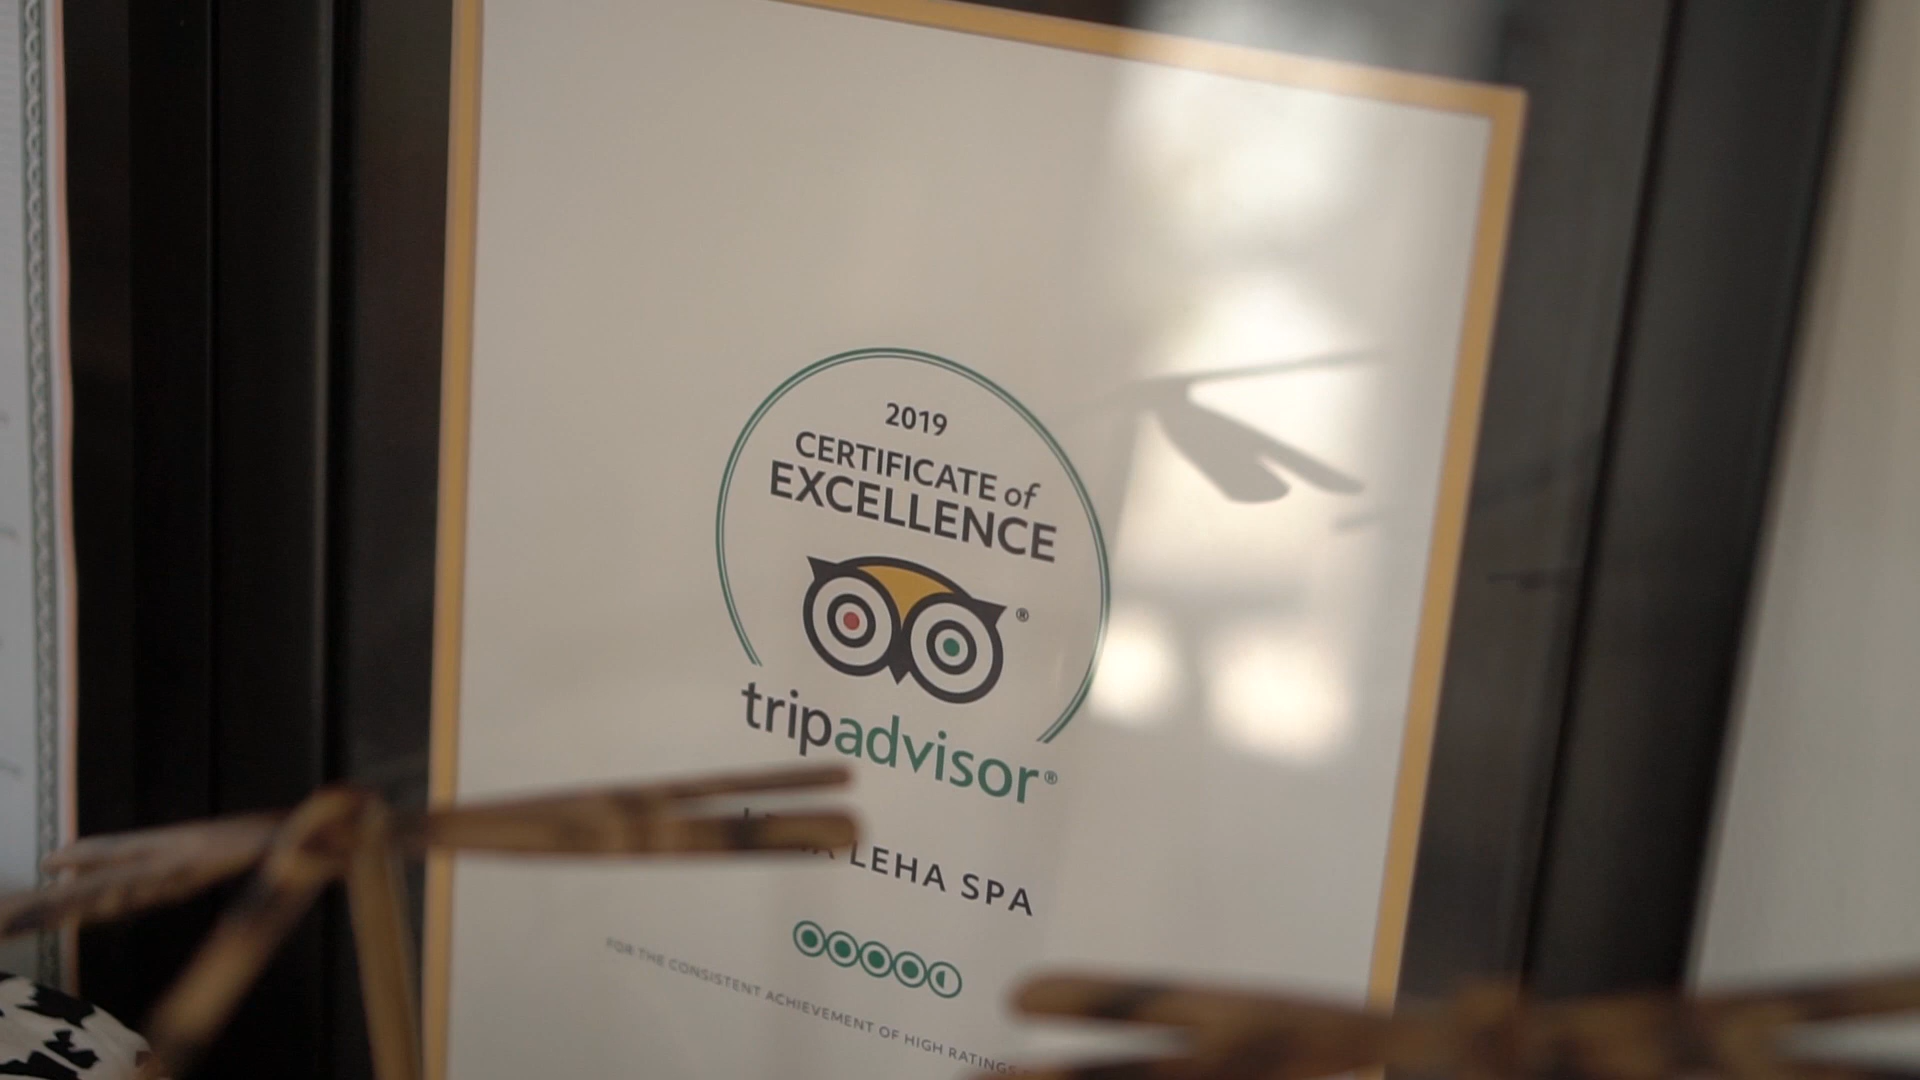 2019
CERTIFICATE of
EXCELLENCE
®
tripadvisor®
LEHA SPA
FOR THE CONSISTENT ACHIEVEMENT OF HIGH RATINGS